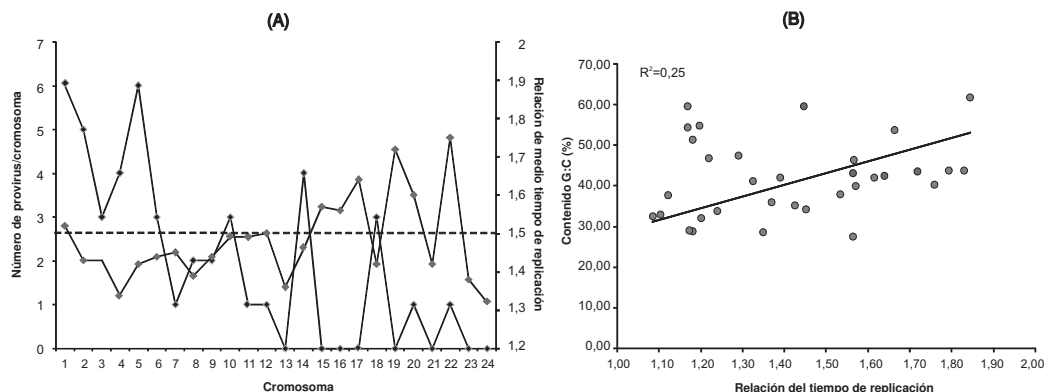 (A)
Número de provirus/cromosoma
7
6
5
4
3
2
1
0
2
1,9
1,8
1,7
1,6
1,5
1,4
1,3
1,2
Relación de medio tiempo de replicación
1 2 3 4 5 6 7 8 9 10 11 12 13 14 15 16 17 18 19 20 21 22 23 24
Cromosoma
(B)
R²=0,25
Contenido G:C (%)
70,00
60,00
50,00
40,00
30,00
20,00
10,00
0,00
1,00 1,10 1,20 1,30 1,40 1,50 1,60 1,70 1,80 1,90 2,00
Relación del tiempo de replicación